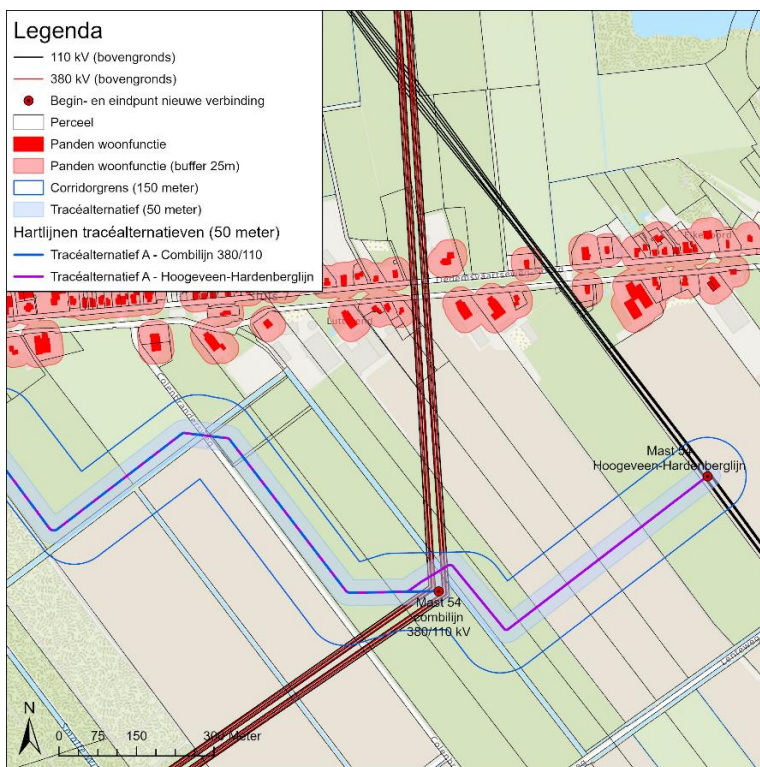 Legenda
110 kV (bovengronds)
380 kV (bovengronds)
Begin- en eindpunt nieuwe verbinding
Perceel
Panden woonfunctie
Panden woonfunctie (buffer 25m)
Corridorgrens (150 meter)
Tracéalternatief (50 meter)
Hartlijnen tracéalternatieven (50 meter)
Tracéalternatief A - Combilijn 380/110
Tracéalternatief A - Hoogeveen-Hardenberglijn
Mast 54
Hoogeveen-Hardenberglijn
Mast 54
combilijn
380/110 kV
Lenteweg
N
0 75 150 300 Meter